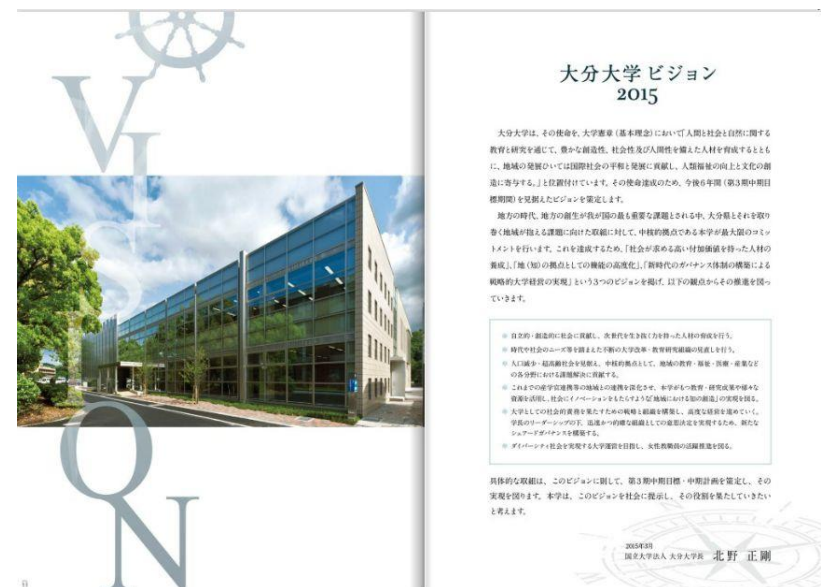 VISION
大分大学 ビジョン
2015
大分大学は、その使命を、大学憲章（基本理念）において「人間と社会と自然に関する
教育と研究を通じて、豊かな創造性、社会性及び人間性を備えた人材を育成するととも
に、地域の発展ひいては国際社会の平和と発展に貢献し、人類福祉の向上と文化の創
造に寄与する。」と位置付けています。その使命達成のため、今後6年間（第3期中期目
標期間）を見据えたビジョンを策定します。
地方の時代、地方の創生が我が国の最も重要な課題とされる中、大分県とそれを取り
巻く地域が抱える課題に向けた取組に対して、中核的拠点である本学が最大限のコミッ
トメントを行います。これを達成するため、「社会が求める高い付加価値を持った人材の
養成」、「地（知）の拠点としての機能の高度化」、「新時代のガバナンス体制の構築による
戦略的大学経営の実現」という3つのビジョンを掲げ、以下の観点からその推進を図っ
ていきます。
自立的・創造的に社会に貢献し、次世代を生き抜く力を持った人材の育成を行う。
時代や社会のニーズ等を踏まえた不断の大学改革・教育研究組織の見直しを行う。
人口減少・超高齢社会を見据え、中核的拠点として、地域の教育・福祉・医療・産業など
の各分野における課題解決に貢献する。
これまでの産学官連携等の地域との連携を深化させ、本学がもつ教育・研究成果や様々な
資源を活用し、社会にイノベーションをもたらすような「地域における知の創造」の実現を図る。
大学としての社会的責務を果たすための戦略と組織を構築し、高度な経営を進めていく。
学長のリーダーシップの下、迅速かつ的確な組織としての意思決定を実現するため、新たな
シェアードガバナンスを構築する。
ダイバーシティ社会を実現する大学運営を目指し、女性教職員の活躍推進を図る。
具体的な取組は、このビジョンに則して、第3期中期目標・中期計画を策定し、その
実現を図ります。本学は、このビジョンを社会に提示し、その役割を果たしていきたい
と考えます。
2015年3月
国立大学法人 大分大学長 北野 正剛